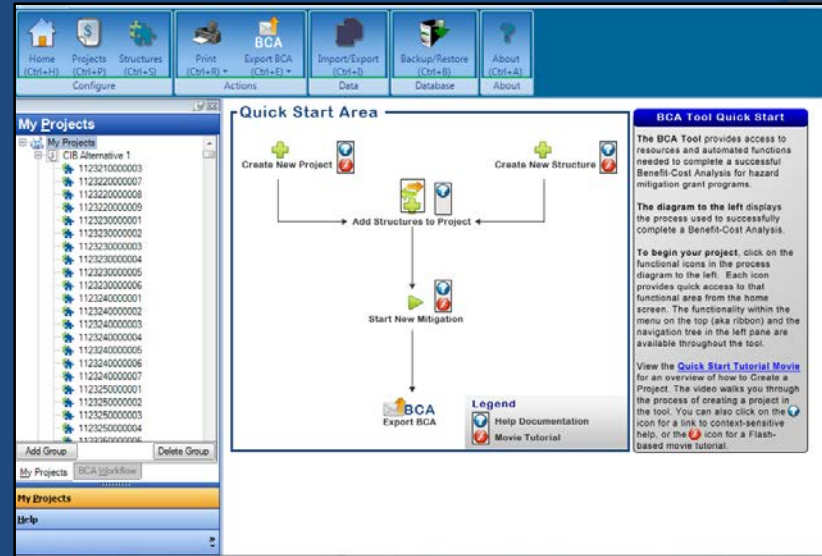 Home
(Ctrl+H)
Projects
(Ctrl+P)
Structures
(Ctrl+S)
Configure
Print
(Ctrl+R)
BCA
Export BCA
(Ctrl+E)
Actions
Import/Export
(Ctrl+I)
Data
Backup/Restore
(Ctrl+B)
Database
About
(Ctrl+A)
About
My Projects
My Projects
CIB Alternative 1
1123210000003
1123220000007
1123220000008
1123220000009
1123230000001
1123230000002
1123230000003
1123230000004
1123230000005
1123230000006
1123240000001
1123240000002
1123240000003
1123240000004
1123240000005
1123240000006
1123240000007
1123250000001
1123250000002
1123250000003
1123250000004
Add Group Delete Group
My Projects BCA Workflow
My Projects
Help
Quick Start Area
Create New Project
Create New Structure
Add Structures to Project
Start New Mitigation
BCA
Export BCA
Legend
Help Documentation
Movie Tutorial
BCA Tool Quick Start
The BCA Tool provides access to
resources and automated functions
needed to complete a successful
Benefit-Cost Analysis for hazard
mitigation grant programs.
The diagram to the left displays
the process used to successfully
complete a Benefit-Cost Analysis.
To begin your project, click on the
functional icons in the process
diagram to the left. Each icon
provides quick access to that
functional area from the home
screen. The functionality within the
menu on the top (aka ribbon) and the
navigation tree in the left pane are
available throughout the tool.
View the Quick Start Tutorial Movie
for an overview of how to Create a
Project. The video walks you through
the process of creating a project in
the tool. You can also click on the
icon for a link to context-sensitive
help, or the icon for a Flash-
based movie tutorial.